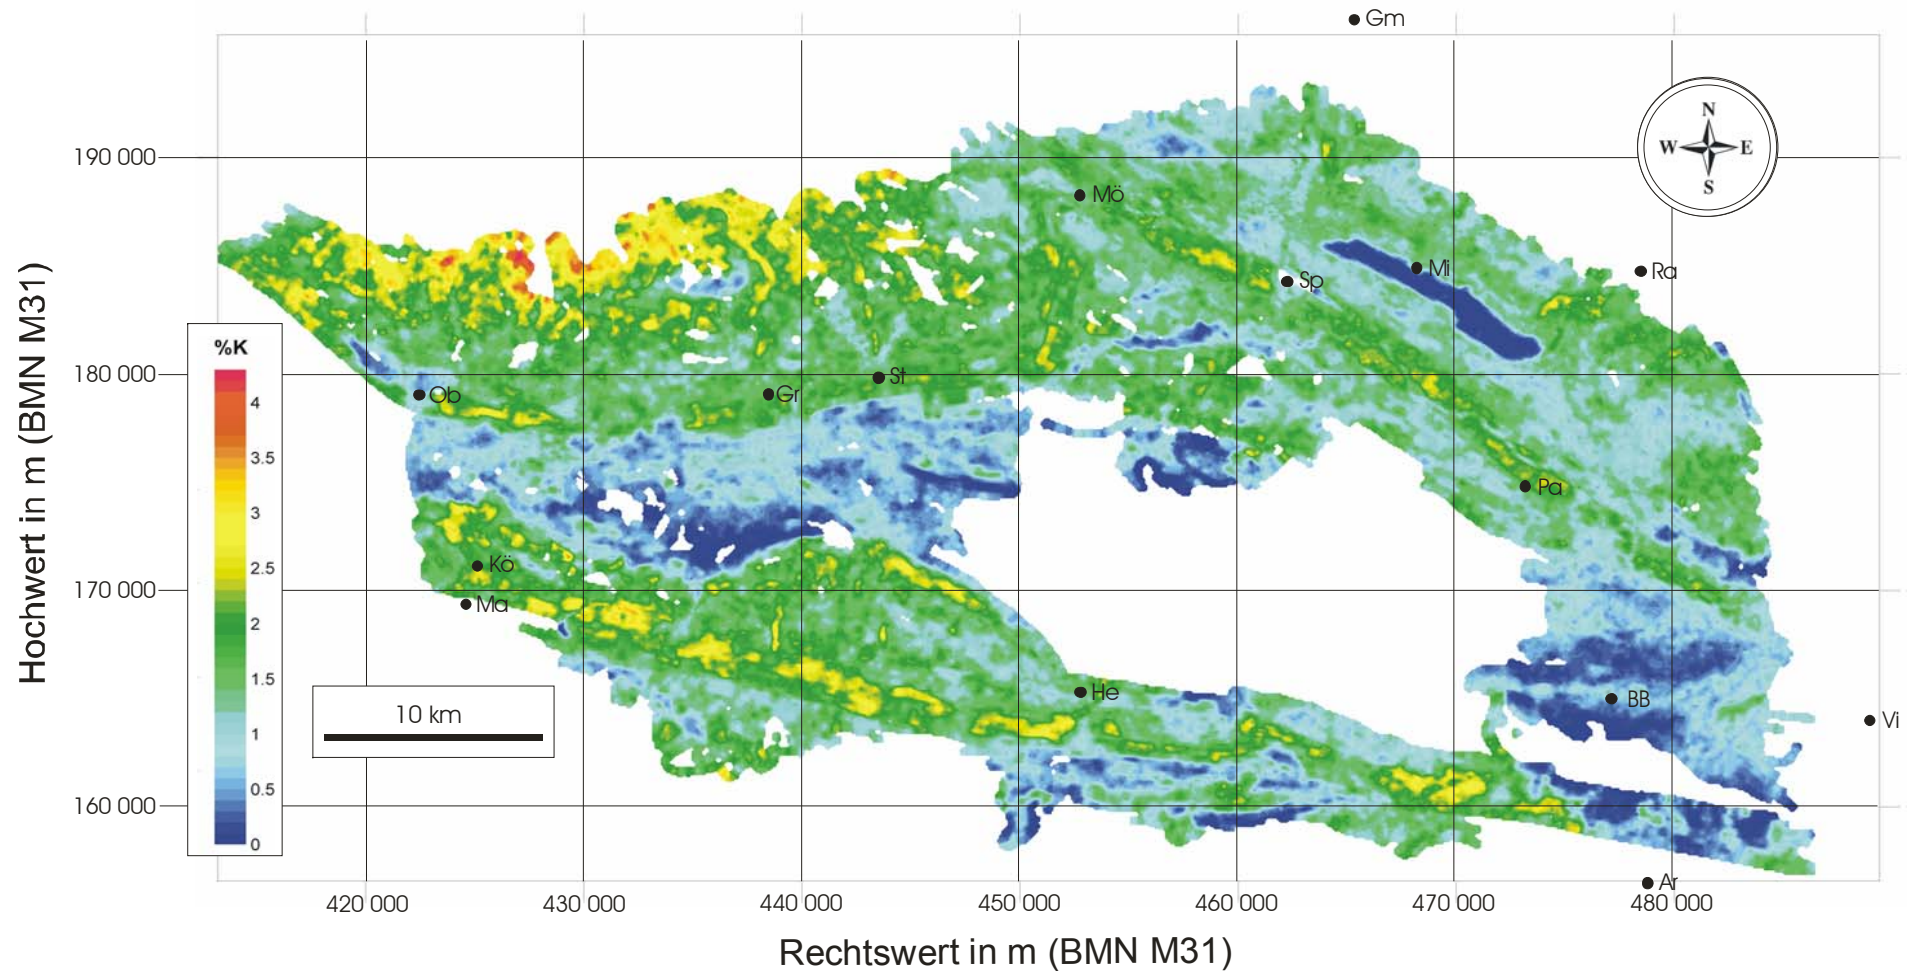 Gm
N
W E
S
190 000
Mö
Ra
Mi
Sp
Hochwert in m (BMN M31)
%K
180 000
St
Ob
Gr
4
3.5
Pa
3
2.5
Kö
170 000
Ma
2
1.5
He
BB
10 km
Vi
1
0.5
160 000
0
Ar
420 000 430 000 440 000 450 000 460 000 470 000 480 000
Rechtswert in m (BMN M31)